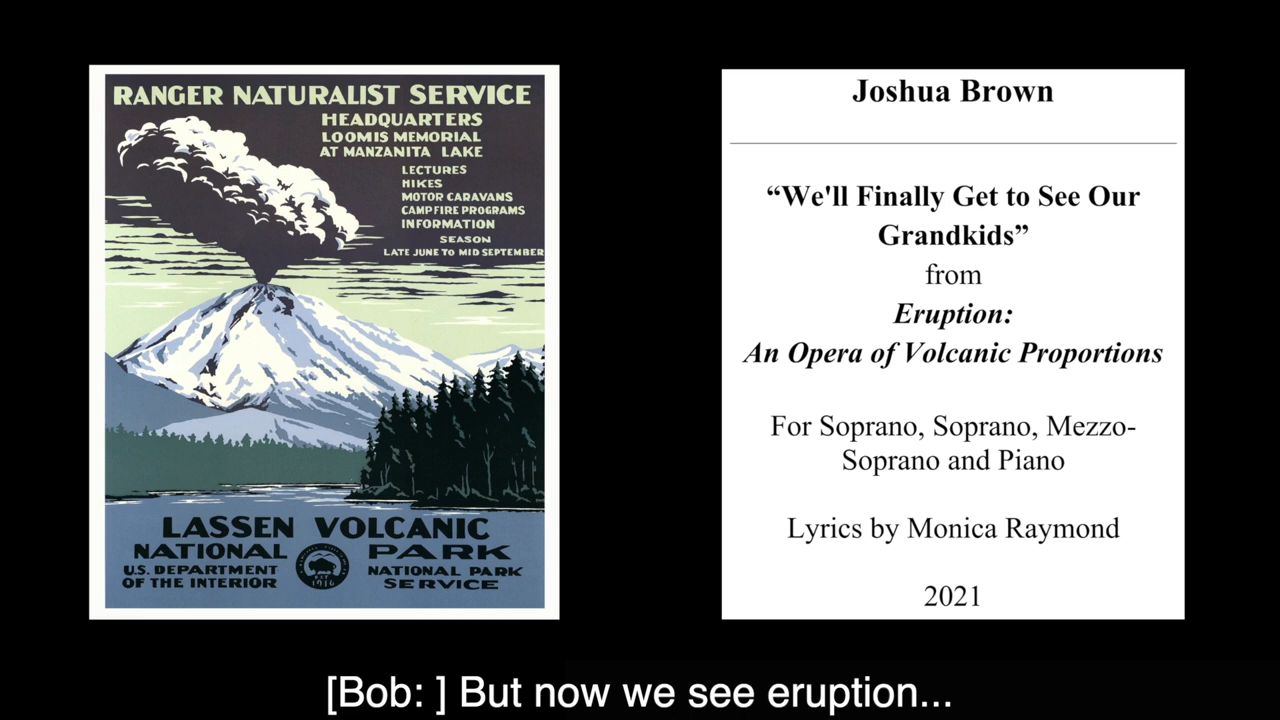 RANGER NATURALIST SERVICE
HEADQUARTERS
LOOMIS MEMORIAL
AT MANZANITA LAKE
LECTURES
HIKES
MOTOR CARAVANS
CAMPFIRE PROGRAMS
INFORMATION
SEASON
LATE JUNE TO MID SEPTEMBER
LASSEN VOLCANIC
NATIONAL PARK
U.S. DEPARTMENT
OF THE INTERIOR
1916
NATIONAL PARK
SERVICE
Joshua Brown
“We'll Finally Get to See Our
Grandkids”
from
Eruption:
An Opera of Volcanic Proportions
For Soprano, Soprano, Mezzo-
Soprano and Piano
Lyrics by Monica Raymond
2021
[Bob: ] But now we see eruption...